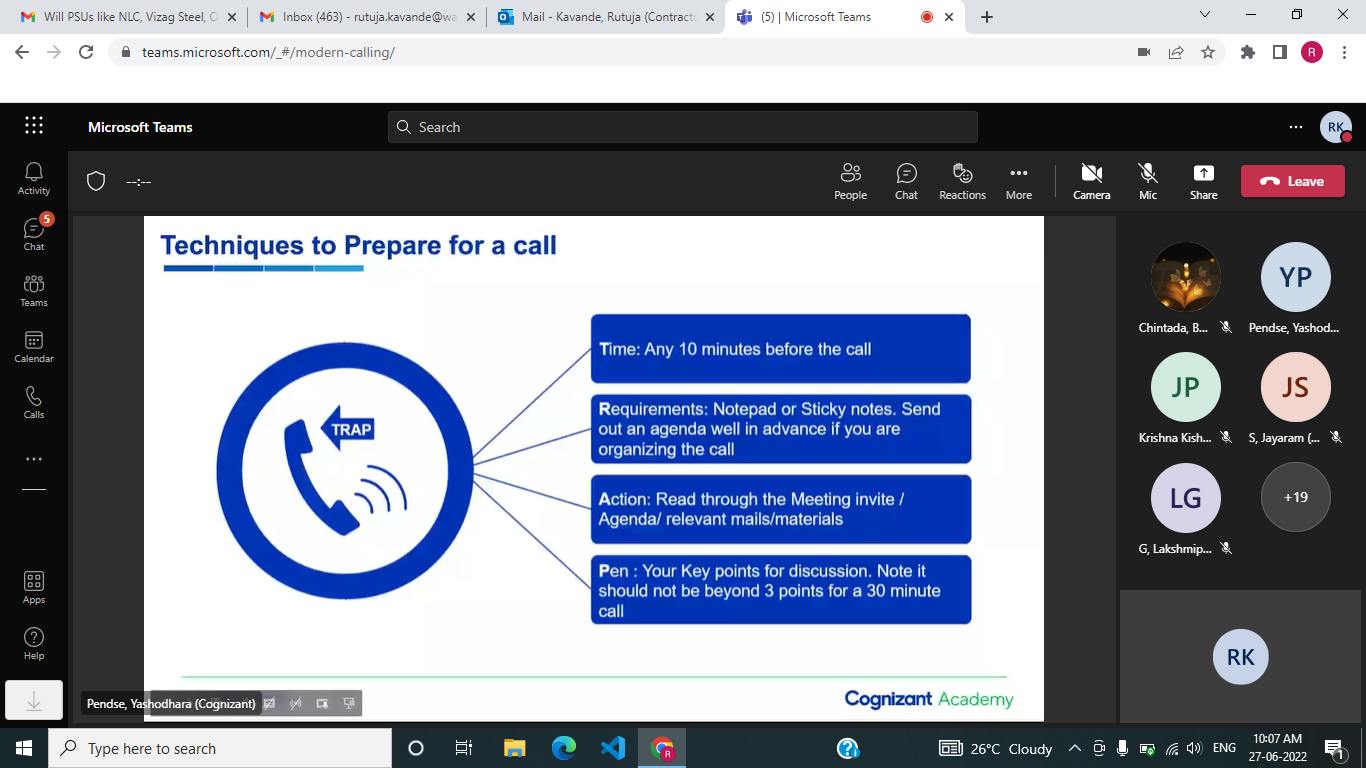 Will PSUs like NLC, Vizag Steel, O
Inbox (463) - rutuja.kavande@wa
Mail - Kavande, Rutuja (Contracto
(5) | Microsoft Teams
teams.microsoft.com/_#/modern-calling/
R
Microsoft Teams
Search
RK
Activity
--:--
People
Chat
Reactions
More
Camera
Mic
Share
Leave
5
Chat
Teams
Calendar
Calls
Apps
Help
Techniques to Prepare for a call
TRAP
Time: Any 10 minutes before the call
Requirements: Notepad or Sticky notes. Send
out an agenda well in advance if you are
organizing the call
Action: Read through the Meeting invite /
Agenda/ relevant mails/materials
Pen : Your Key points for discussion. Note it
should not be beyond 3 points for a 30 minute
call
Pendse, Yashodhara (Cognizant)
Cognizant Academy
YP
Chintada, B...
Pendse, Yashod...
JP
JS
Krishna Kish...
S, Jayaram (...
LG
+19
G, Lakshmip...
RK
Type here to search
R
26°C Cloudy
ENG
10:07 AM
27-06-2022
1